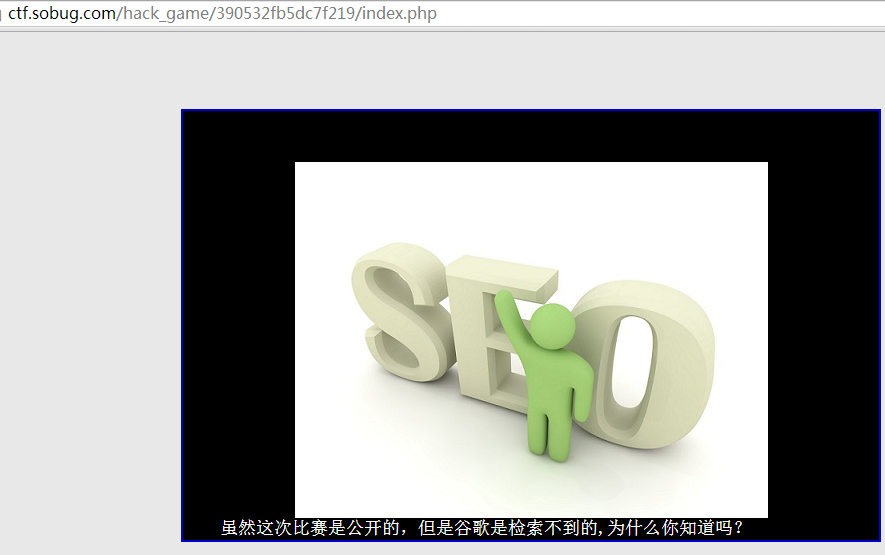 ctf.sobug.com/hack_game/390532fb5dc7f219/index.php
SEO
虽然这次比赛是公开的，但是谷歌是检索不到的,为什么你知道吗？